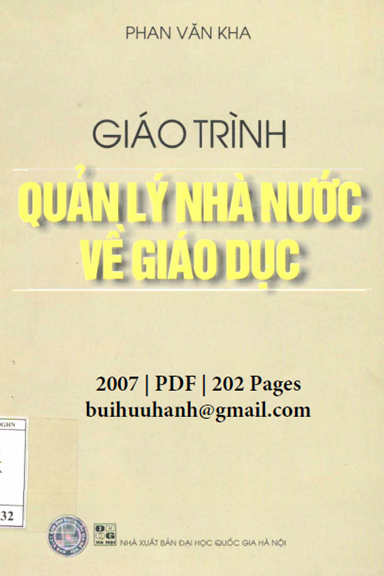 PHAN VĂN KHA
GIÁO TRÌNH
QUẢN LÝ NHÀ NƯỚC
VỀ GIÁO DỤC
2007 | PDF | 202 Pages
buihuuhanh@gmail.com
NHÀ XUẤT BẢN ĐẠI HỌC QUỐC GIA HÀ NỘI
32